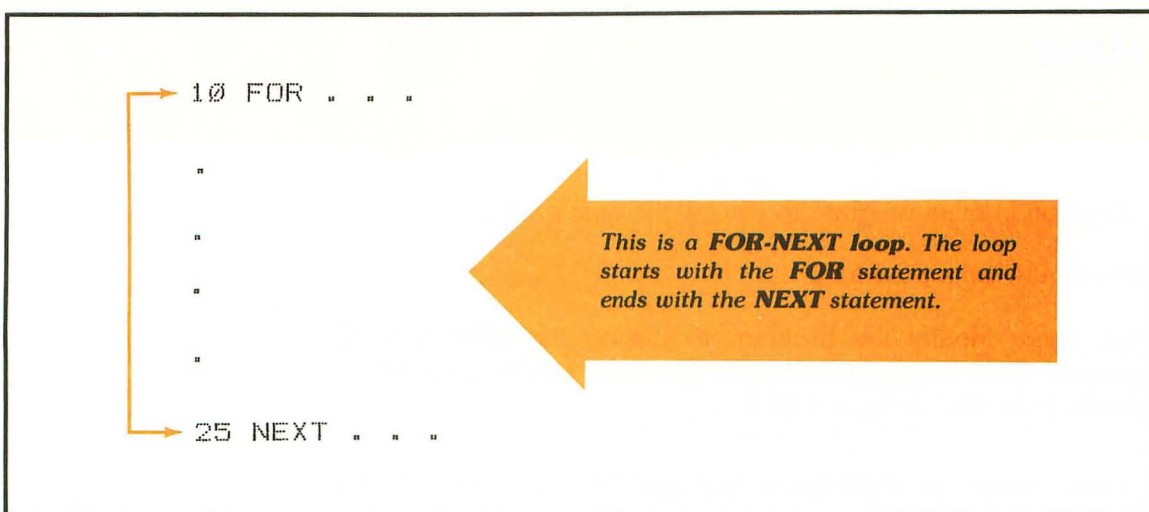 10 FOR . . .
.
.
.
.
This is a FOR-NEXT loop. The loop
starts with the FOR statement and
ends with the NEXT statement.
25 NEXT . . .